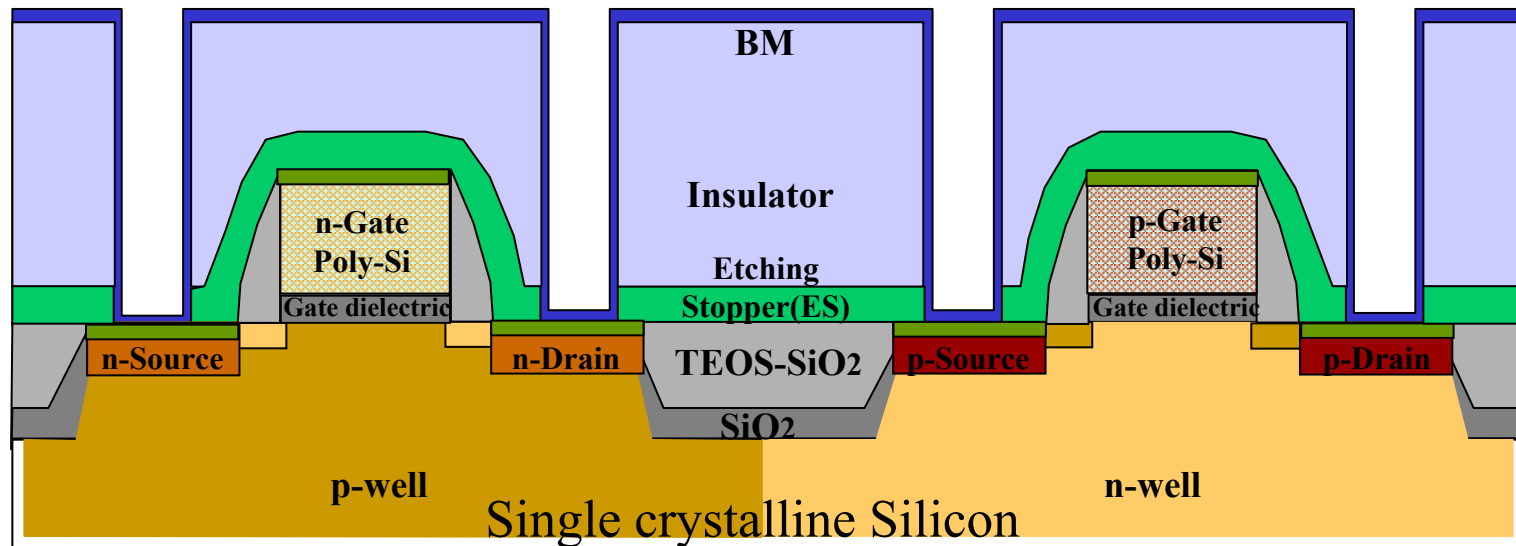 BM
Insulator
n-Gate
Poly-Si
p-Gate
Poly-Si
Etching
Stopper(ES)
Gate dielectric
Gate dielectric
n-Source
n-Drain
TEOS-SiO2
p-Source
p-Drain
SiO2
p-well
n-well
Single crystalline Silicon